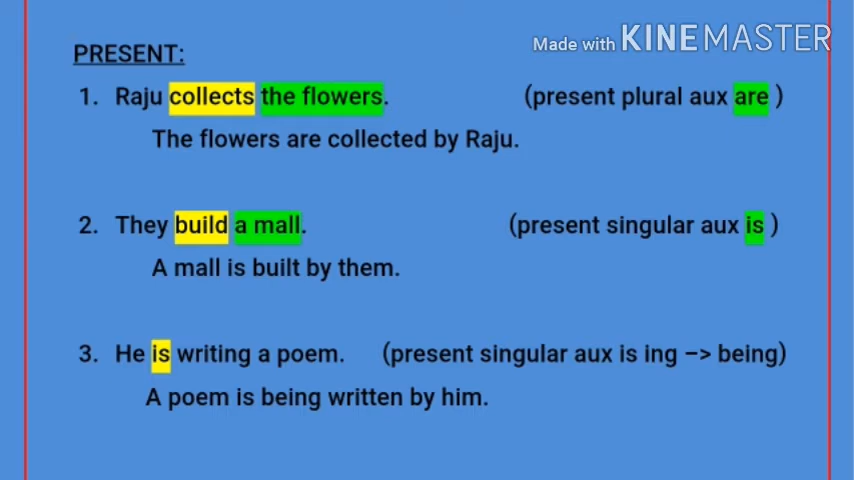 Made with KINEMASTER
PRESENT:
1. Raju collects the flowers. (present plural aux are )
The flowers are collected by Raju.
2. They build a mall. (present singular aux is )
A mall is built by them.
3. He is writing a poem. (present singular aux is ing –> being)
A poem is being written by him.